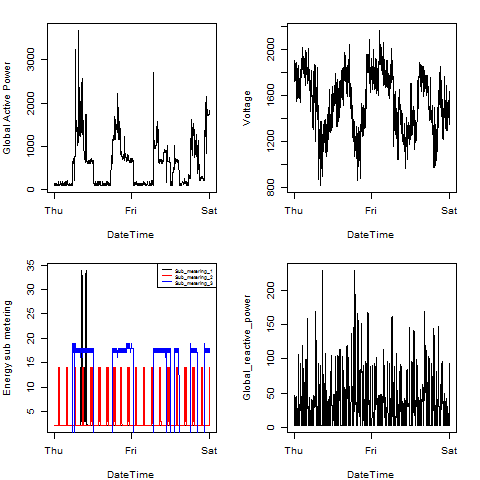 Global Active Power
0 1000 2000 3000
Thu Fri Sat
DateTime
Voltage
800 1200 1600 2000
Thu Fri Sat
DateTime
Energy sub metering
5 10 15 20 25 30 35
Sub_metering_1
Sub_metering_2
Sub_metering_3
Thu Fri Sat
DateTime
Global_reactive_power
0 50 100 150 200
Thu Fri Sat
DateTime